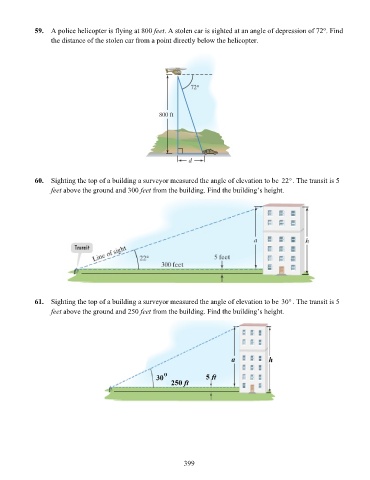 59. A police helicopter is flying at 800 feet. A stolen car is sighted at an angle of depression of 72°. Find
the distance of the stolen car from a point directly below the helicopter.
72°
800 ft
d
60. Sighting the top of a building a surveyor measured the angle of elevation to be 22°. The transit is 5
feet above the ground and 300 feet from the building. Find the building's height.
a
h
Transit
Line of sight
22°
5 feet
300 feet
61. Sighting the top of a building a surveyor measured the angle of elevation to be 30°. The transit is 5
feet above the ground and 250 feet from the building. Find the building's height.
a
h
30°
5 ft
250 ft
399